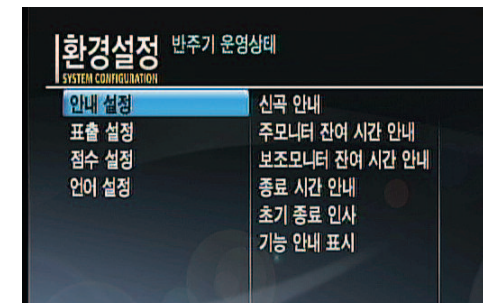 환경설정 반주기 운영상태
SYSTEM CONFIGURATION
안내 설정
표출 설정
점수 설정
언어 설정
신곡 안내
주모니터 잔여 시간 안내
보조모니터 잔여 시간 안내
종료 시간 안내
초기 종료 인사
기능 안내 표시